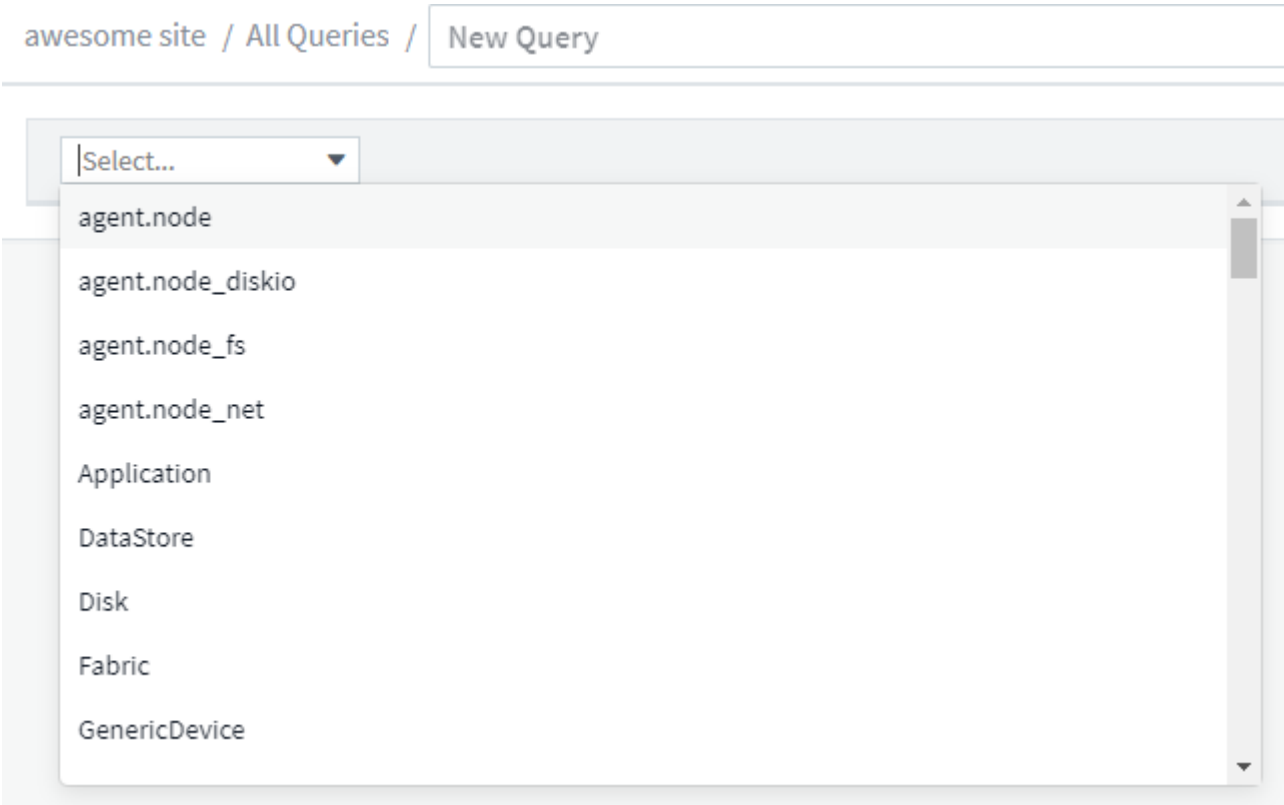 awesome site / All Queries / New Query
Select...
agent.node
agent.node_diskio
agent.node_fs
agent.node_net
Application
DataStore
Disk
Fabric
GenericDevice